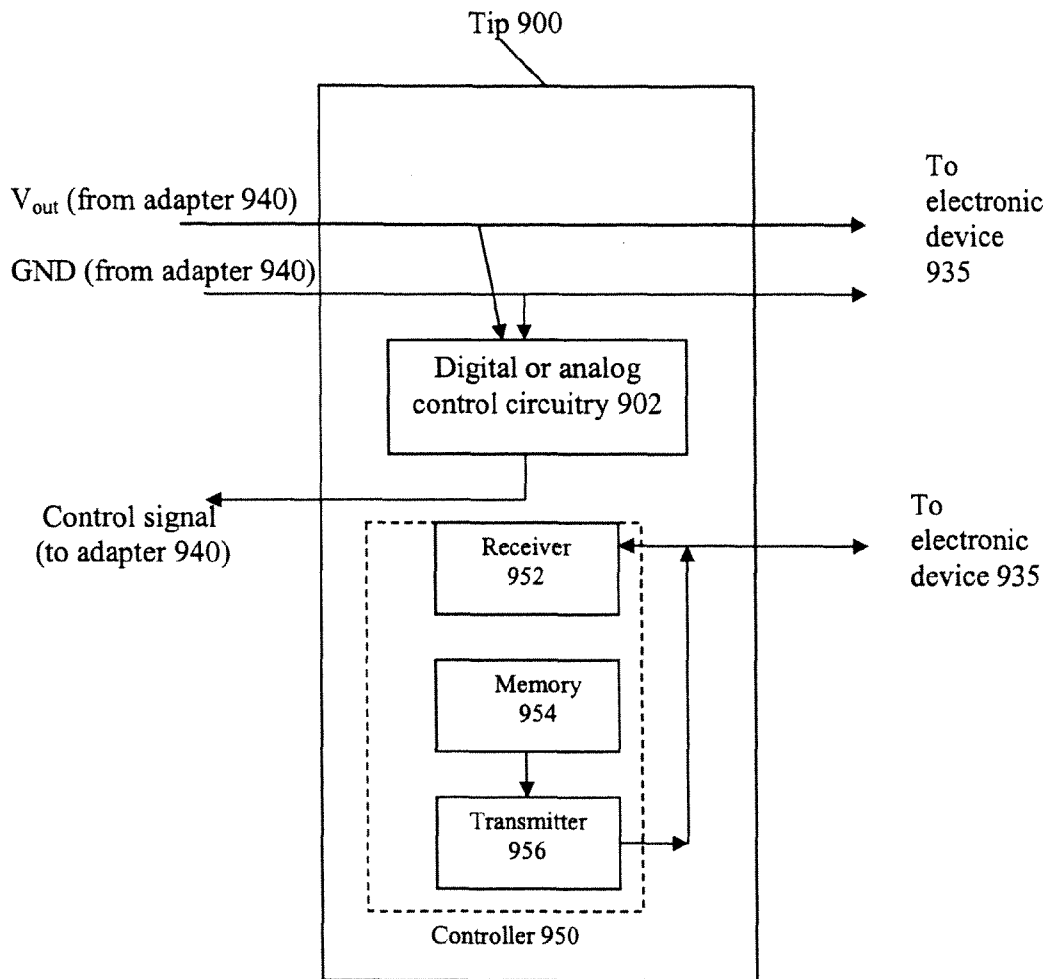 Tip 900
V_out (from adapter 940)
GND (from adapter 940)
To
electronic
device
935
Digital or analog
control circuitry 902
Control signal
(to adapter 940)
To
electronic
device 935
Receiver
952
Memory
954
Transmitter
956
Controller 950